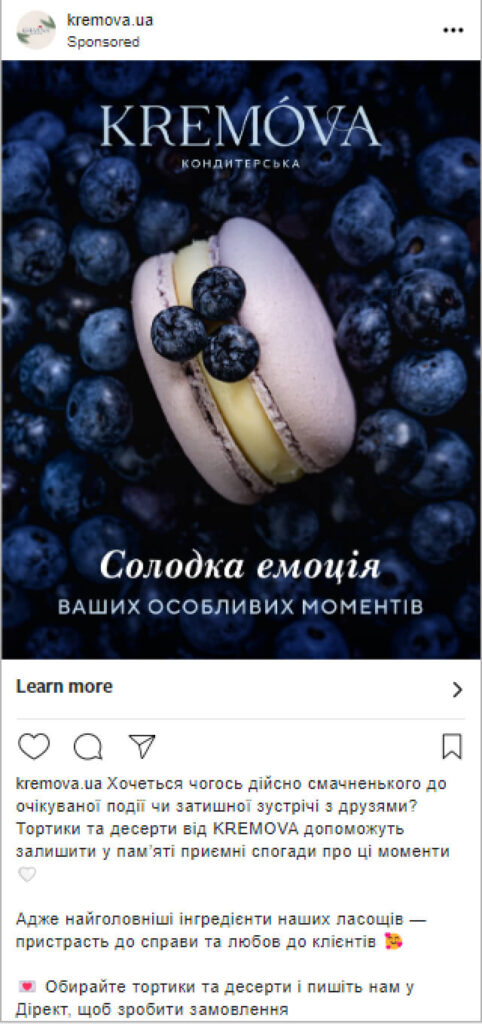 kremova.ua
Sponsored
KREMÓVA
КОНДИТЕРСЬКА
Солодка емоція
ВАШИХ ОСОБЛИВИХ МОМЕНТІВ
Learn more
kremova.ua Хочеться чогось дійсно смачненького до
очікуваної події чи затишної зустрічі з друзями?
Тортики та десерти від KREMOVA допоможуть
залишити у пам’яті приємні спогади про ці моменти
🤍
Адже найголовніші інгредієнти наших ласощів —
пристрасть до справи та любов до клієнтів 🥰
💌 Обирайте тортики та десерти і пишіть нам у
Дірект, щоб зробити замовлення